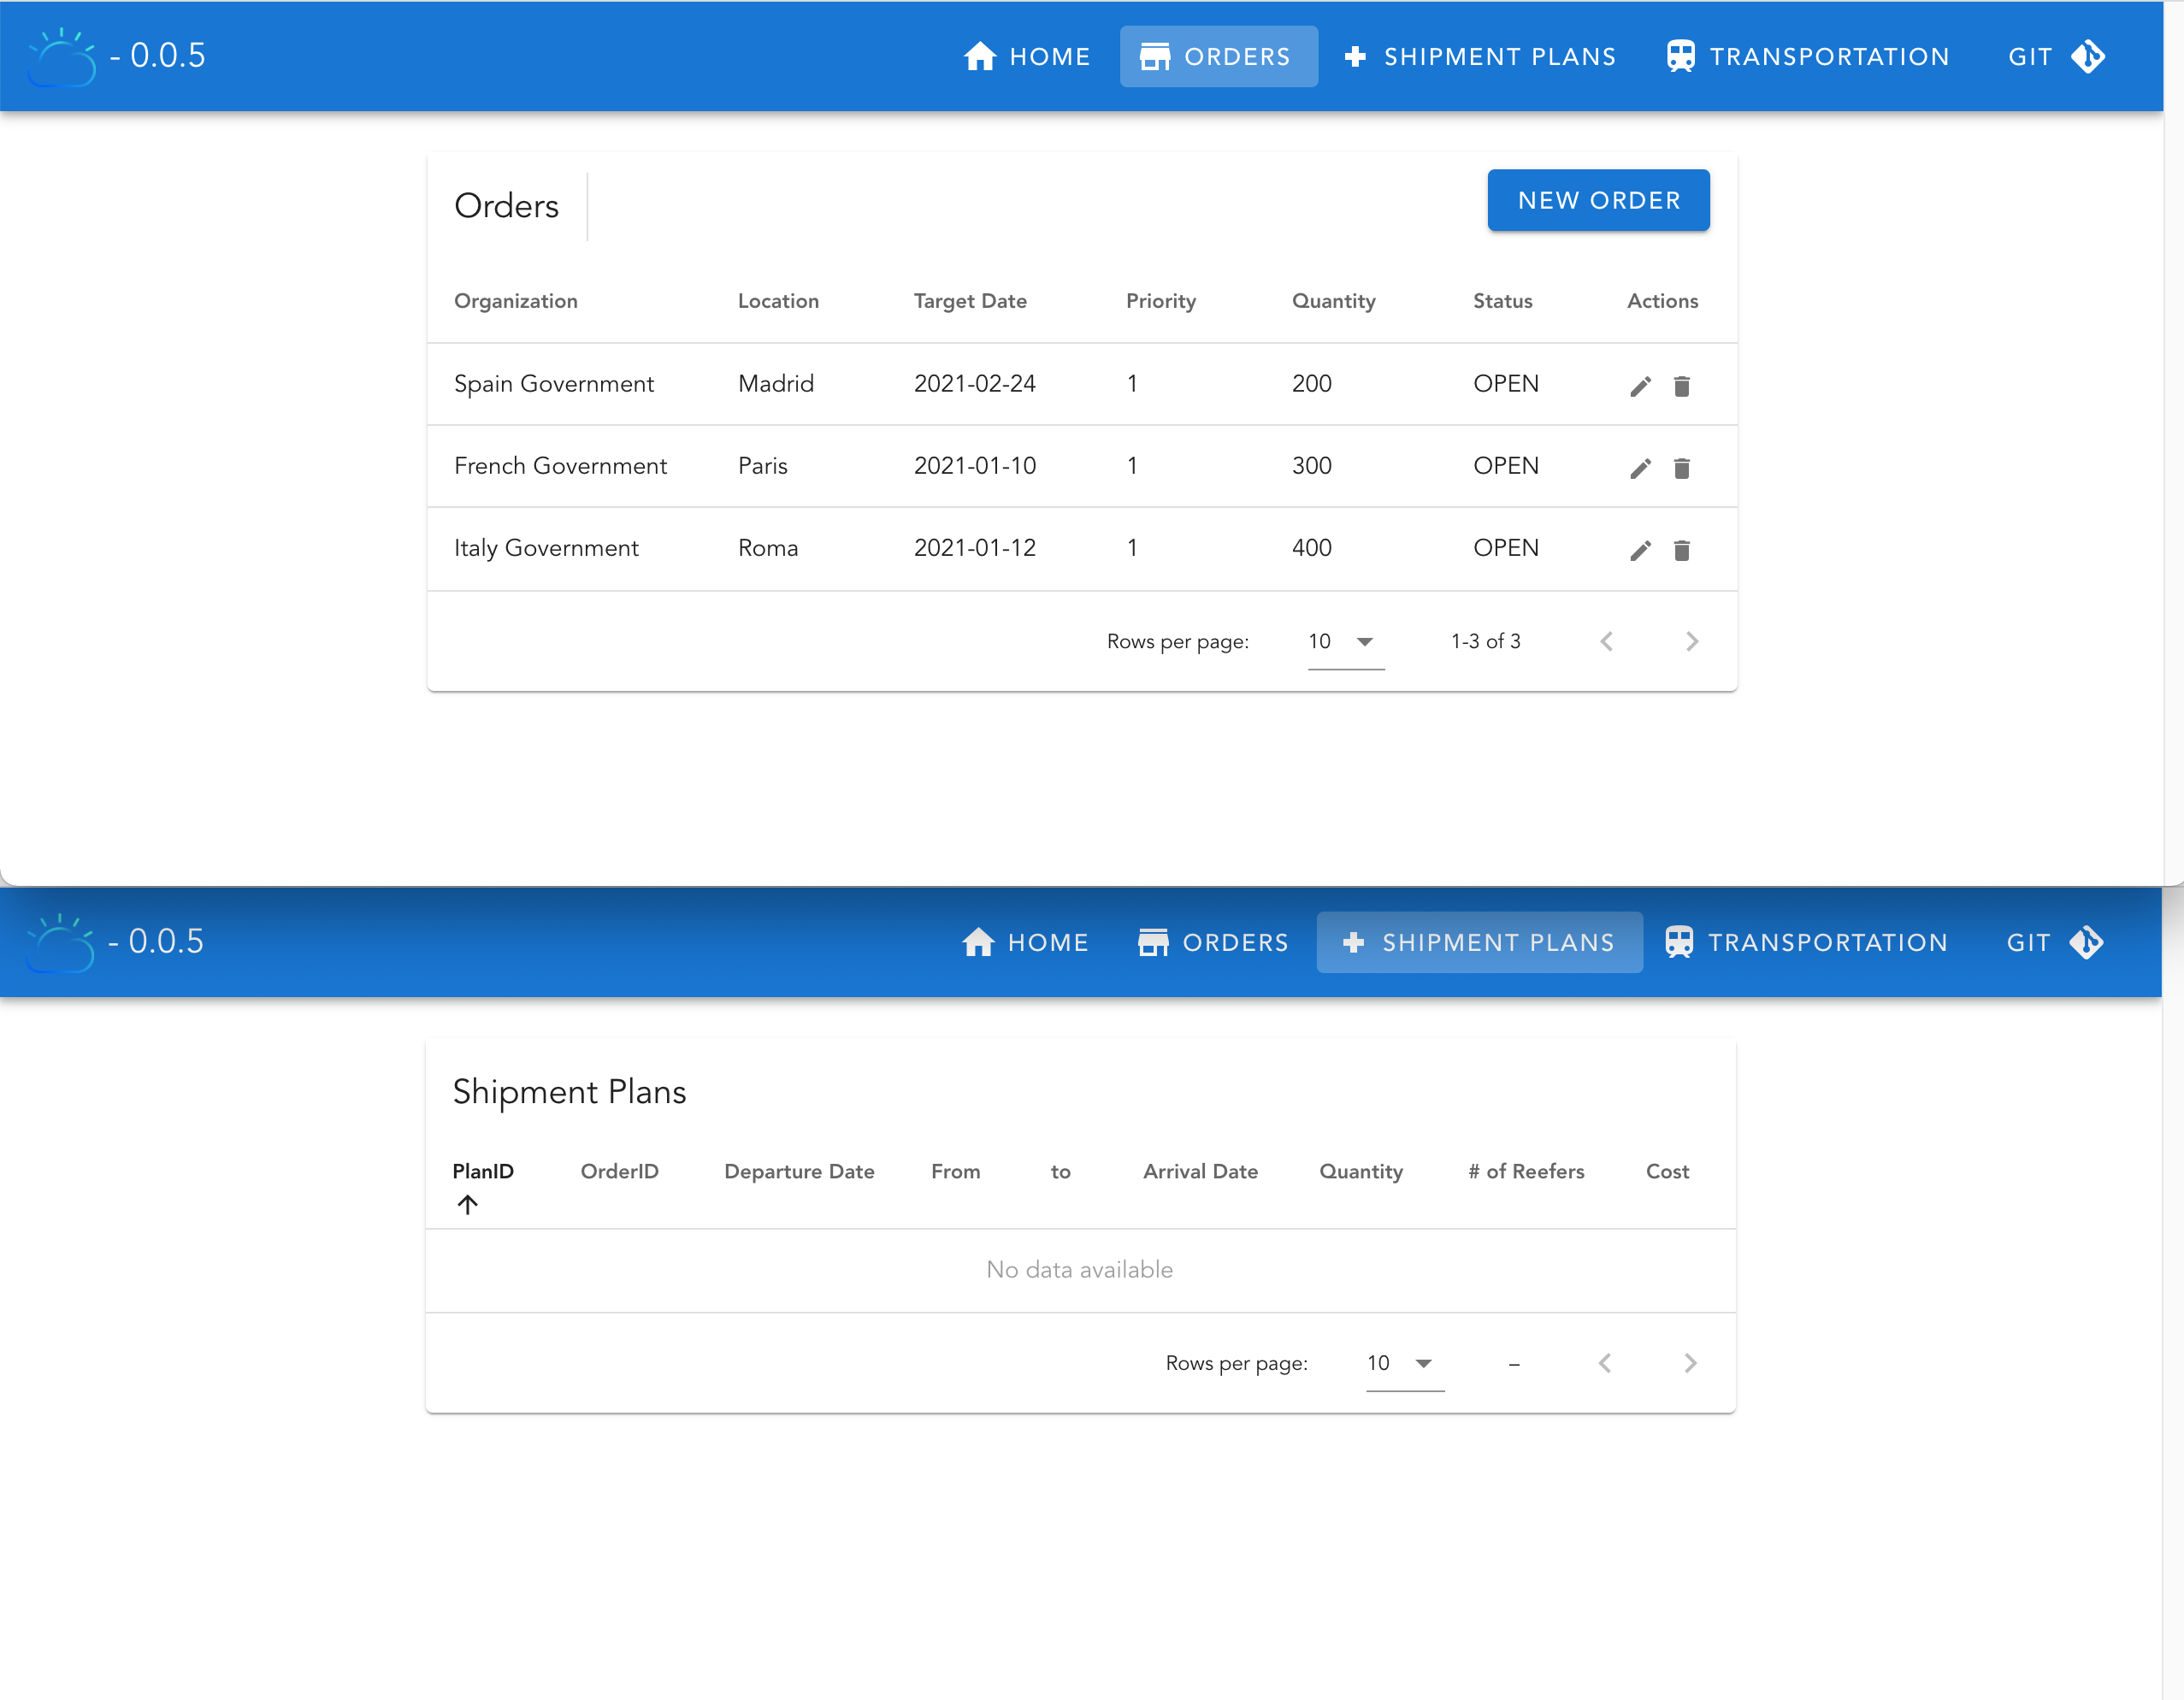 - 0.0.5 HOME ORDERS SHIPMENT PLANS TRANSPORTATION GIT
Orders NEW ORDER
Organization Location Target Date Priority Quantity Status Actions
Spain Government Madrid 2021-02-24 1 200 OPEN
French Government Paris 2021-01-10 1 300 OPEN
Italy Government Roma 2021-01-12 1 400 OPEN
Rows per page: 10 1-3 of 3
- 0.0.5 HOME ORDERS SHIPMENT PLANS TRANSPORTATION GIT
Shipment Plans
PlanID OrderID Departure Date From to Arrival Date Quantity # of Reefers Cost
No data available
Rows per page: 10 –